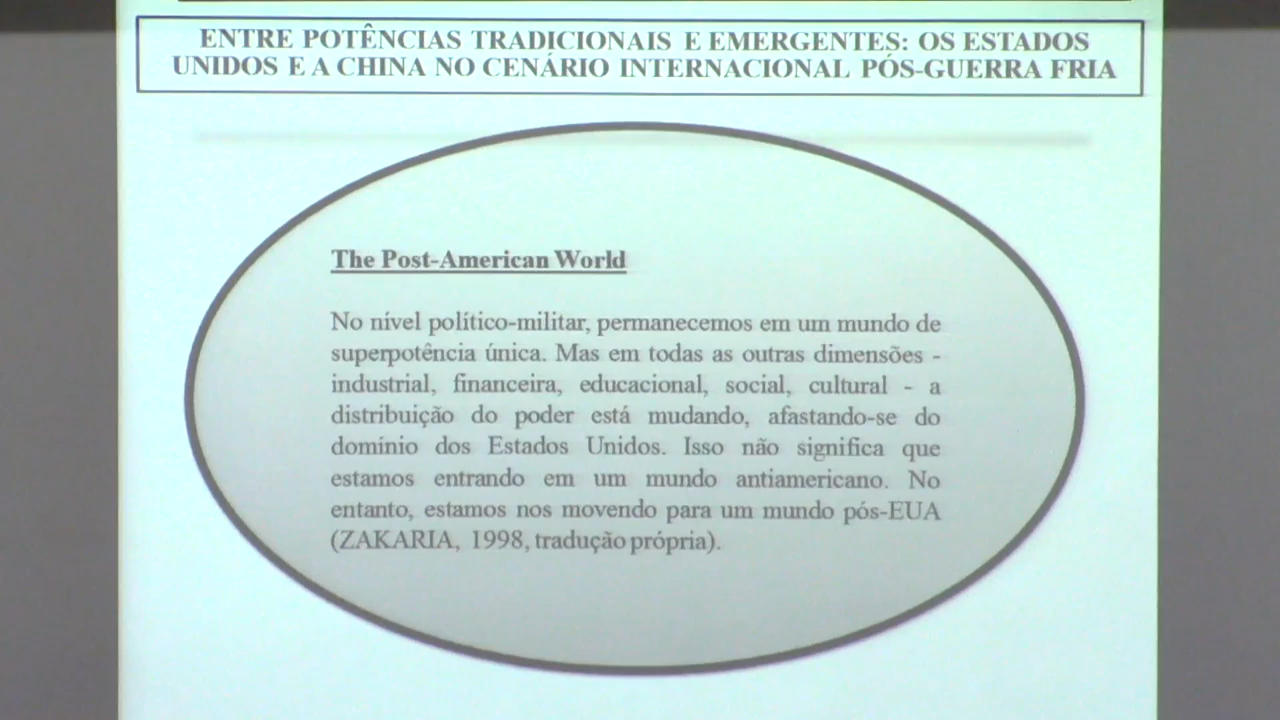 ENTRE POTÊNCIAS TRADICIONAIS E EMERGENTES: OS ESTADOS
UNIDOS E A CHINA NO CENÁRIO INTERNACIONAL PÓS-GUERRA FRIA
The Post-American World
No nível político-militar, permanecemos em um mundo de
superpotência única. Mas em todas as outras dimensões -
industrial, financeira, educacional, social, cultural - a
distribuição do poder está mudando, afastando-se do
domínio dos Estados Unidos. Isso não significa que
estamos entrando em um mundo antiamericano. No
entanto, estamos nos movendo para um mundo pós-EUA
(ZAKARIA, 1998, tradução própria).